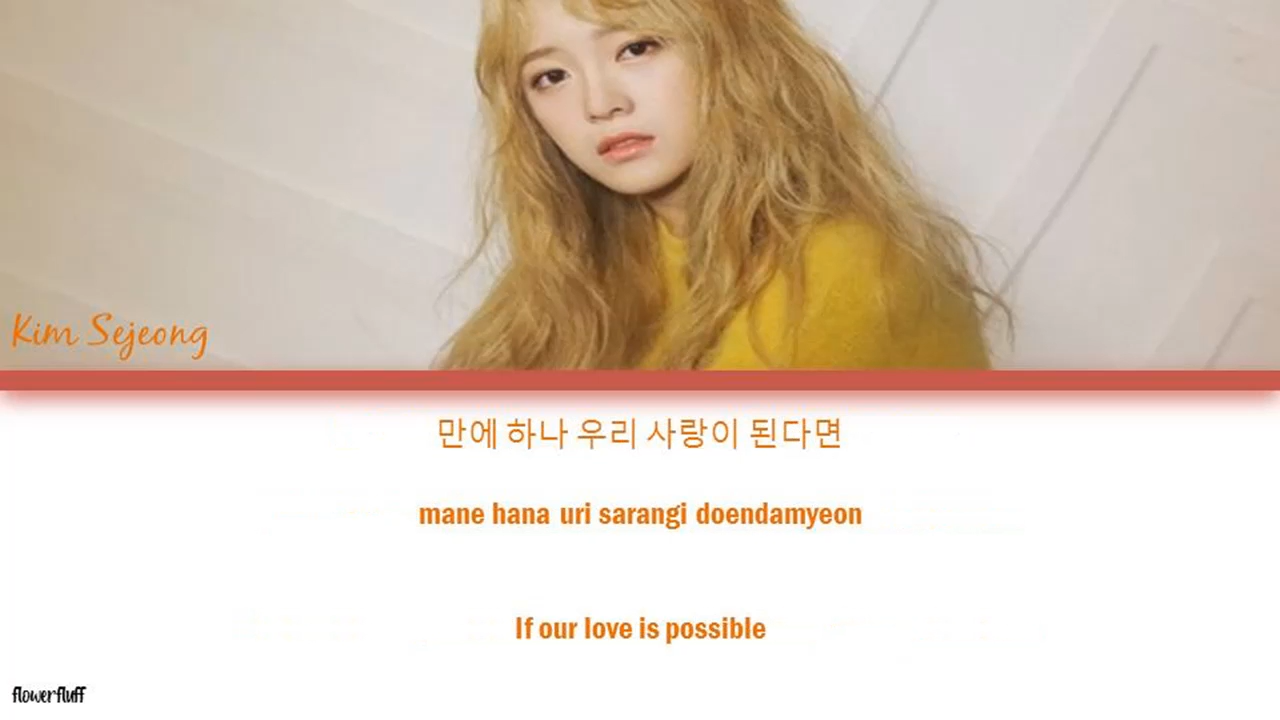 Kim Sejeong
만에 하나 우리 사랑이 된다면
mane hana uri sarangi doendamyeon
If our love is possible
flowerfluff